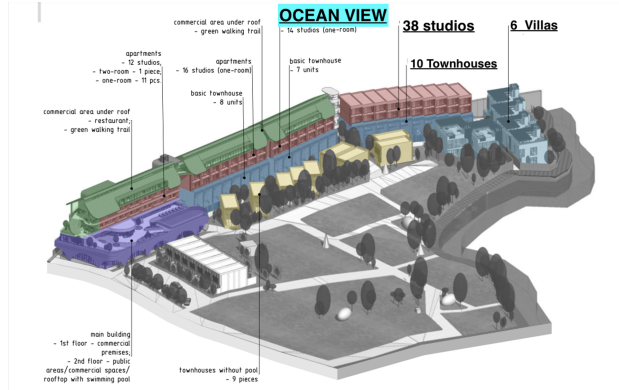 OCEAN VIEW
commercial area under roof
- green walking trail
- 14 studios (one-room)
38 studios
6 Villas
apartments
- 12 studios,
- two-room - 1 piece,
- one-room - 11 pcs.
apartments
- 16 studios (one-room)
basic townhouse
- 7 units
10 Townhouses
basic townhouse
- 8 units
commercial area under roof
- restaurant,
- green walking trail
main building
- 1st floor - commercial
premises;
- 2nd floor - public
areas/commercial spaces/
rooftop with swimming pool
townhouses without pool
- 9 pieces